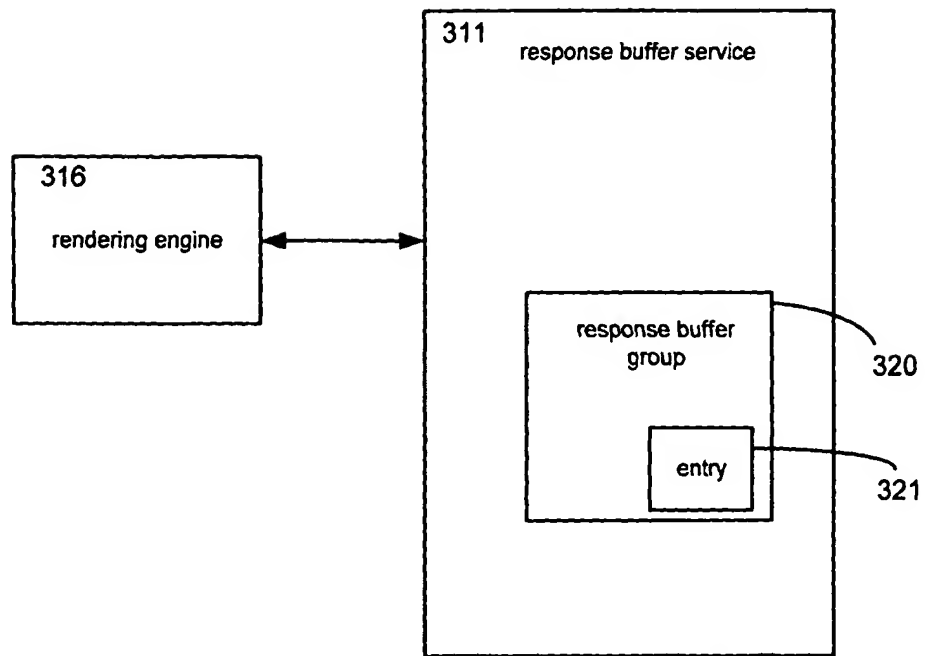 311
response buffer service
316
rendering engine
response buffer
group
320
entry
321